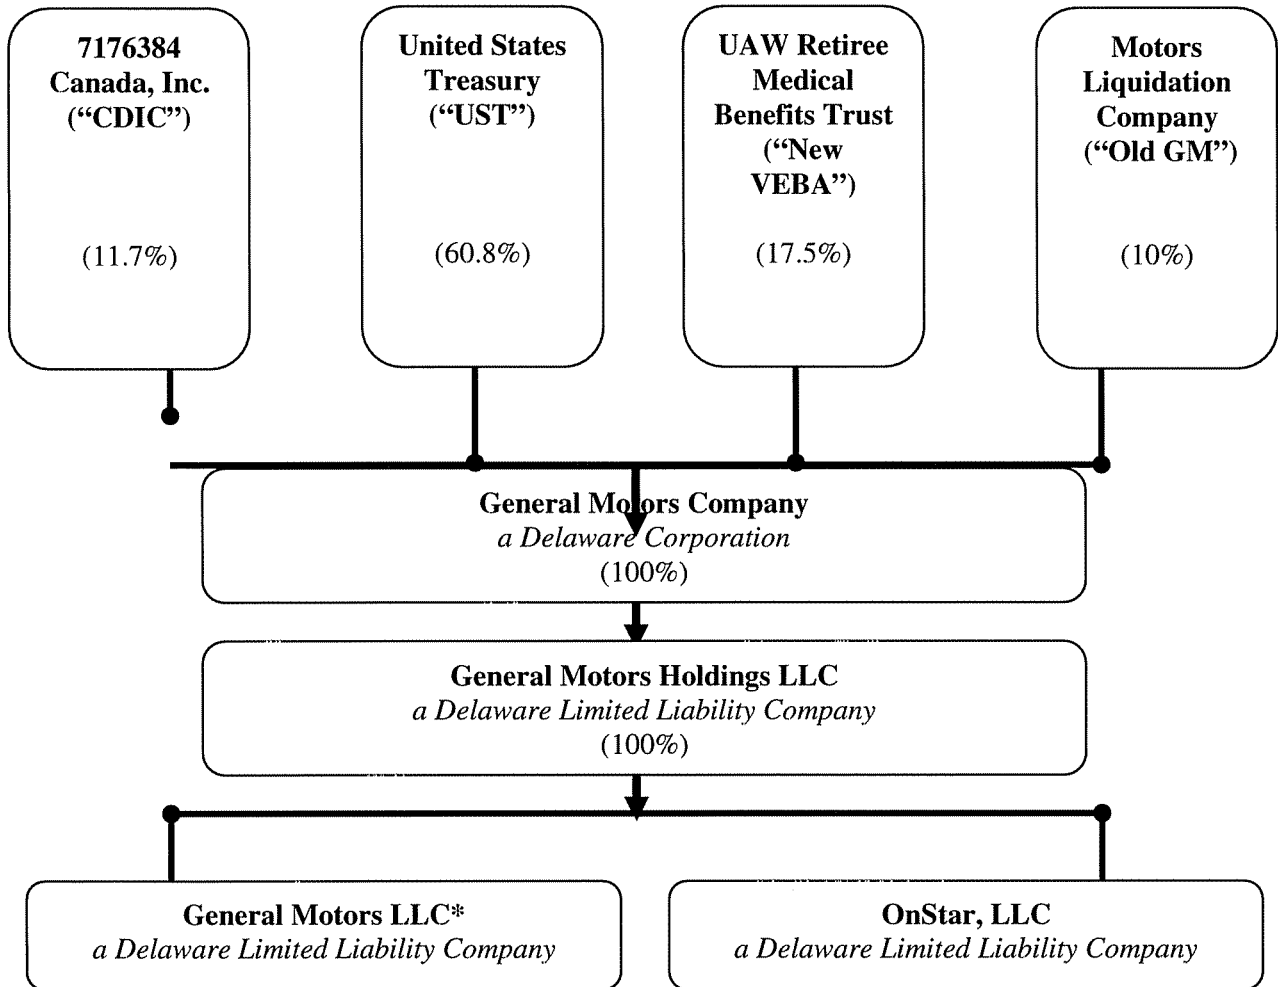 7176384
Canada, Inc.
(“CDIC”)
(11.7%)
United States
Treasury
(“UST”)
(60.8%)
UAW Retiree
Medical
Benefits Trust
(“New
VEBA”)
(17.5%)
Motors
Liquidation
Company
(“Old GM”)
(10%)
General Motors Company
a Delaware Corporation
(100%)
General Motors Holdings LLC
a Delaware Limited Liability Company
(100%)
General Motors LLC*
a Delaware Limited Liability Company
OnStar, LLC
a Delaware Limited Liability Company